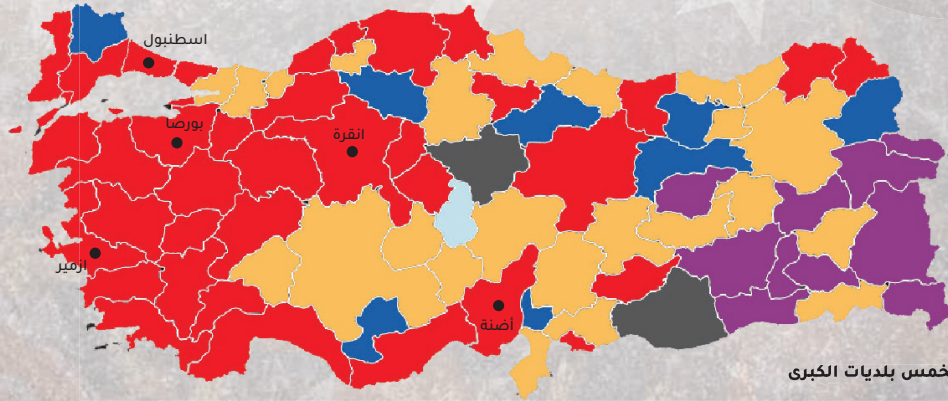 اسطنبول
بورصا
انقرة
ازمير
أضنة
خمس بلديات الكبرى